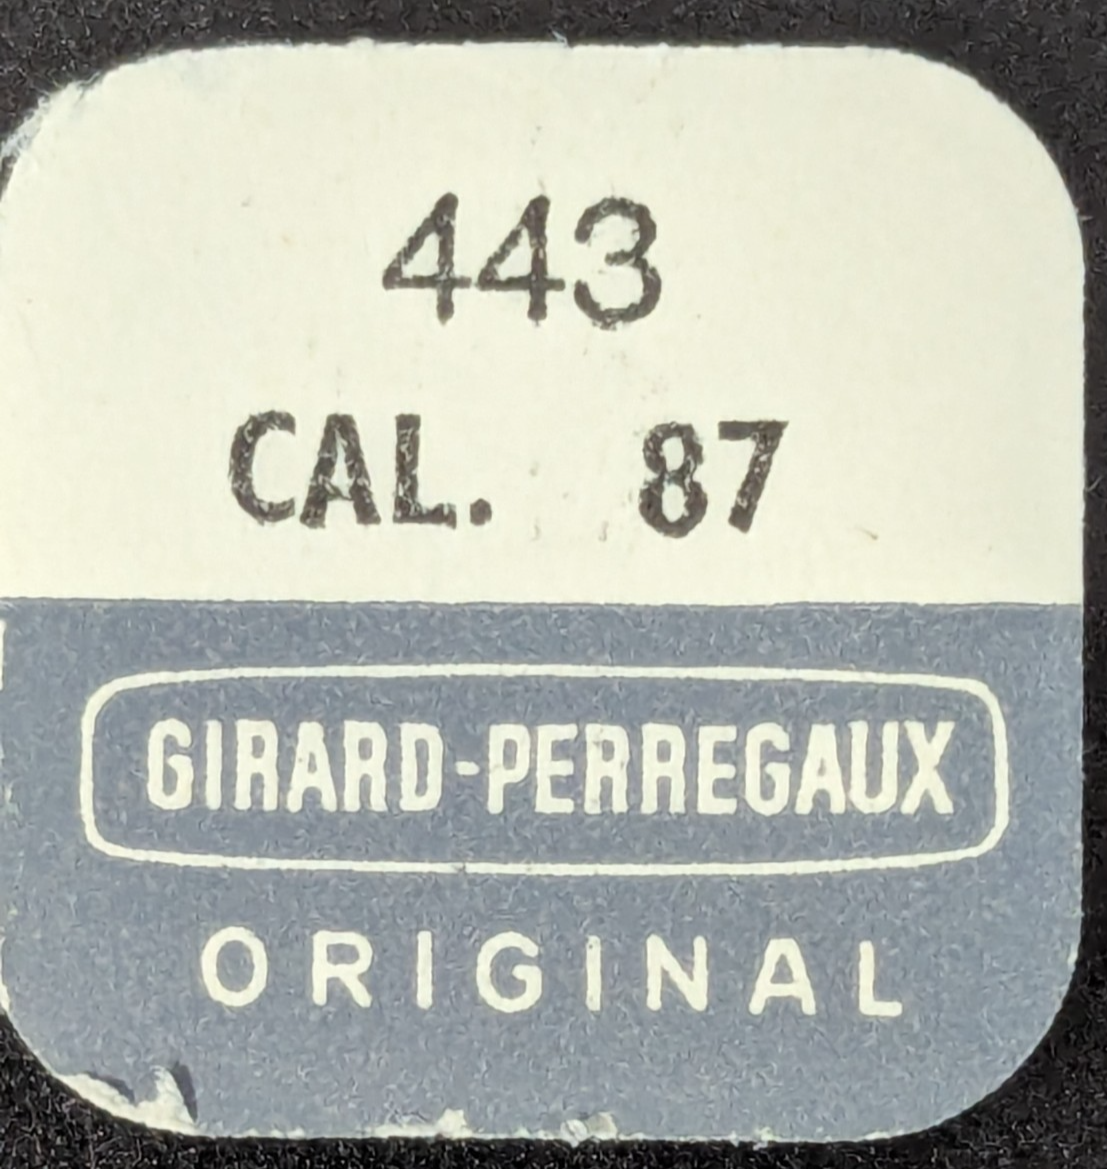 443
CAL. 87
GIRARD-PERREGAUX
ORIGINAL